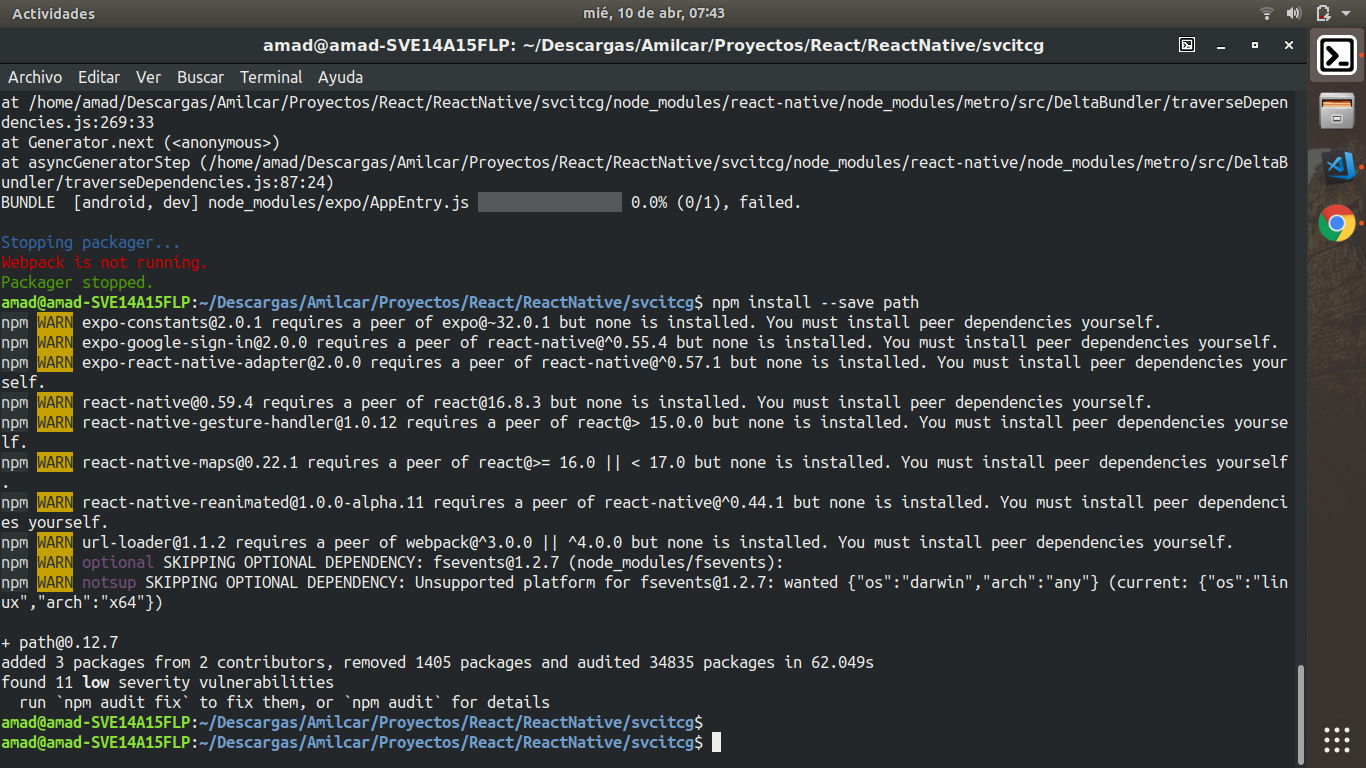 Actividades
mié, 10 de abr, 07:43
amad@amad-SVE14A15FLP: ~/Descargas/Amilcar/Proyectos/React/ReactNative/svcitcg
Archivo Editar Ver Buscar Terminal Ayuda
at /home/amad/Descargas/Amilcar/Proyectos/React/ReactNative/svcitcg/node_modules/react-native/node_modules/metro/src/DeltaBundler/traverseDepen
dencies.js:269:33
at Generator.next (<anonymous>)
at asyncGeneratorStep (/home/amad/Descargas/Amilcar/Proyectos/React/ReactNative/svcitcg/node_modules/react-native/node_modules/metro/src/DeltaB
undler/traverseDependencies.js:87:24)
BUNDLE  [android, dev] node_modules/expo/AppEntry.js 0.0% (0/1), failed.
Stopping packager...
Webpack is not running.
Packager stopped.
amad@amad-SVE14A15FLP:~/Descargas/Amilcar/Proyectos/React/ReactNative/svcitcg$ npm install --save path
npm WARN expo-constants@2.0.1 requires a peer of expo@~32.0.1 but none is installed. You must install peer dependencies yourself.
npm WARN expo-google-sign-in@2.0.0 requires a peer of react-native@^0.55.4 but none is installed. You must install peer dependencies yourself.
npm WARN expo-react-native-adapter@2.0.0 requires a peer of react-native@^0.57.1 but none is installed. You must install peer dependencies your
self.
npm WARN react-native@0.59.4 requires a peer of react@16.8.3 but none is installed. You must install peer dependencies yourself.
npm WARN react-native-gesture-handler@1.0.12 requires a peer of react@> 15.0.0 but none is installed. You must install peer dependencies yourse
lf.
npm WARN react-native-maps@0.22.1 requires a peer of react@>= 16.0 || < 17.0 but none is installed. You must install peer dependencies yourself
.
npm WARN react-native-reanimated@1.0.0-alpha.11 requires a peer of react-native@^0.44.1 but none is installed. You must install peer dependenci
es yourself.
npm WARN url-loader@1.1.2 requires a peer of webpack@^3.0.0 || ^4.0.0 but none is installed. You must install peer dependencies yourself.
npm WARN optional SKIPPING OPTIONAL DEPENDENCY: fsevents@1.2.7 (node_modules/fsevents):
npm WARN notsup SKIPPING OPTIONAL DEPENDENCY: Unsupported platform for fsevents@1.2.7: wanted {"os":"darwin","arch":"any"} (current: {"os":"lin
ux","arch":"x64"})
+ path@0.12.7
added 3 packages from 2 contributors, removed 1405 packages and audited 34835 packages in 62.049s
found 11 low severity vulnerabilities
  run `npm audit fix` to fix them, or `npm audit` for details
amad@amad-SVE14A15FLP:~/Descargas/Amilcar/Proyectos/React/ReactNative/svcitcg$
amad@amad-SVE14A15FLP:~/Descargas/Amilcar/Proyectos/React/ReactNative/svcitcg$